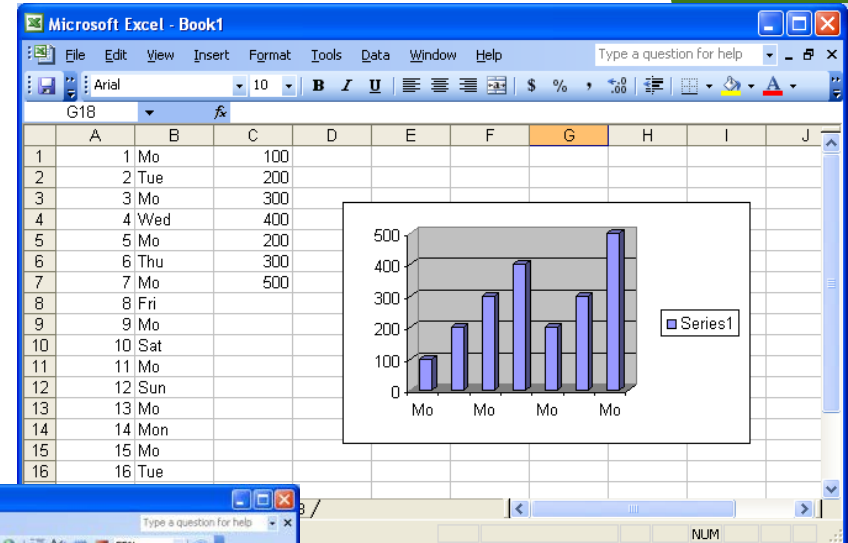 Microsoft Excel - Book1
File Edit View Insert Format Tools Data Window Help Type a question for help
Arial 10 B I U $ % ,
G18 fx
A B C D E F G H I J
1 1 Mo 100
2 2 Tue 200
3 3 Mo 300
4 4 Wed 400
5 5 Mo 200
6 6 Thu 300
7 7 Mo 500
8 8 Fri
9 9 Mo
10 10 Sat
11 11 Mo
12 12 Sun
13 13 Mo
14 14 Mon
15 15 Mo
16 16 Tue
500
400
300
200
100
0
Mo Mo Mo Mo
Series1
Type a question for help
NUM